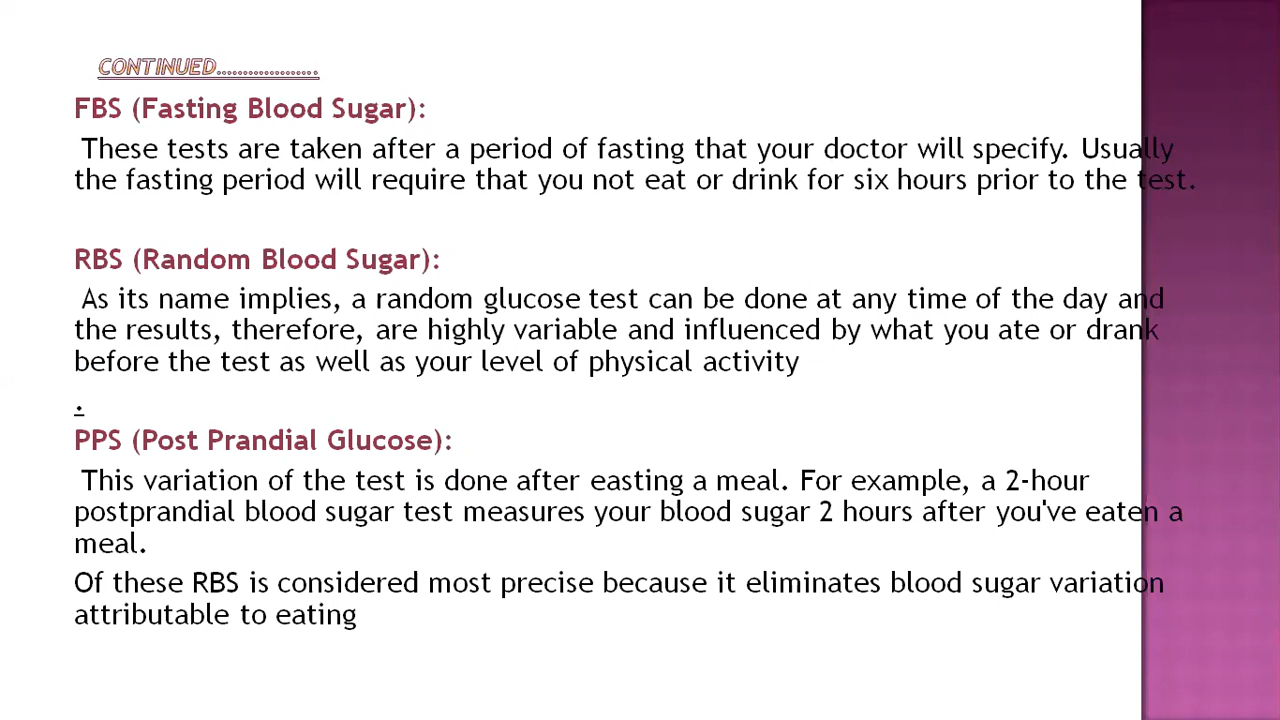 CONTINUED...................
FBS (Fasting Blood Sugar):
These tests are taken after a period of fasting that your doctor will specify. Usually
the fasting period will require that you not eat or drink for six hours prior to the test.
RBS (Random Blood Sugar):
As its name implies, a random glucose test can be done at any time of the day and
the results, therefore, are highly variable and influenced by what you ate or drank
before the test as well as your level of physical activity
.
PPS (Post Prandial Glucose):
This variation of the test is done after easting a meal. For example, a 2-hour
postprandial blood sugar test measures your blood sugar 2 hours after you've eaten a
meal.
Of these RBS is considered most precise because it eliminates blood sugar variation
attributable to eating